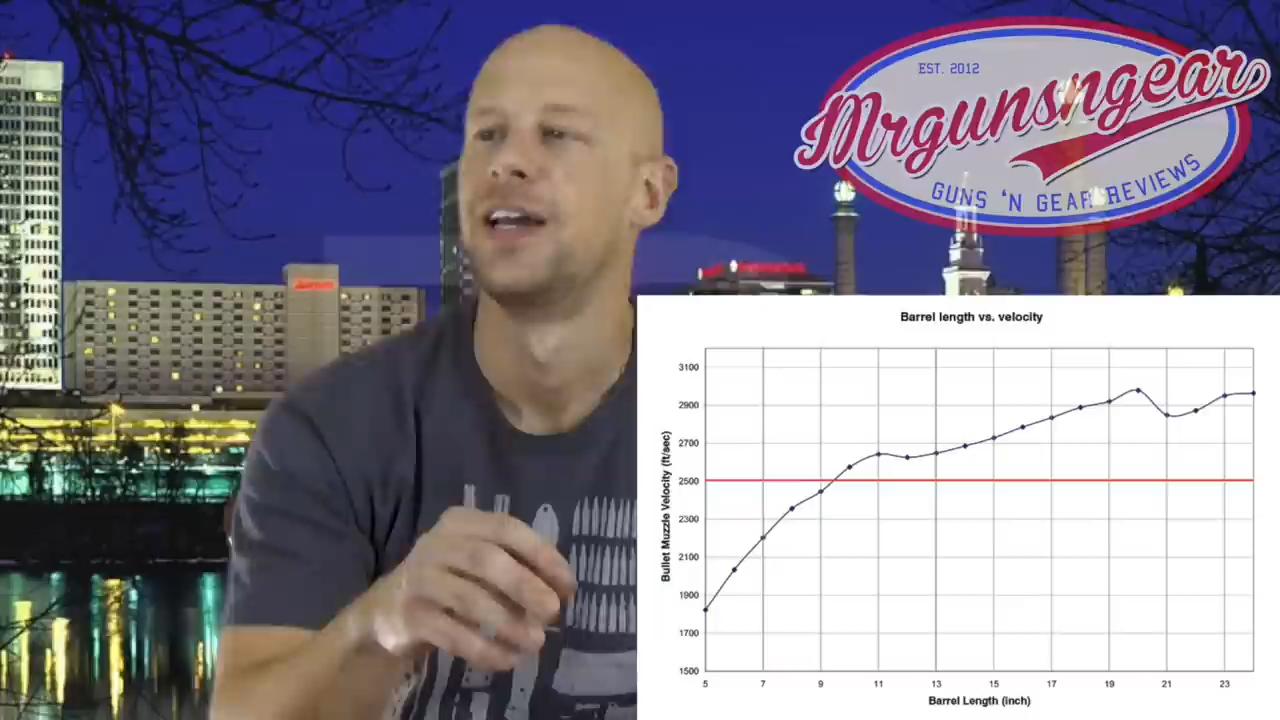 EST. 2012
Mrgunsngear
GUNS 'N GEAR REVIEWS
Marriott
Barrel length vs. velocity
Bullet Muzzle Velocity (ft/sec)
3100
2900
2700
2500
2300
2100
1900
1700
1500
5 7 9 11 13 15 17 19 21 23
Barrel Length (inch)